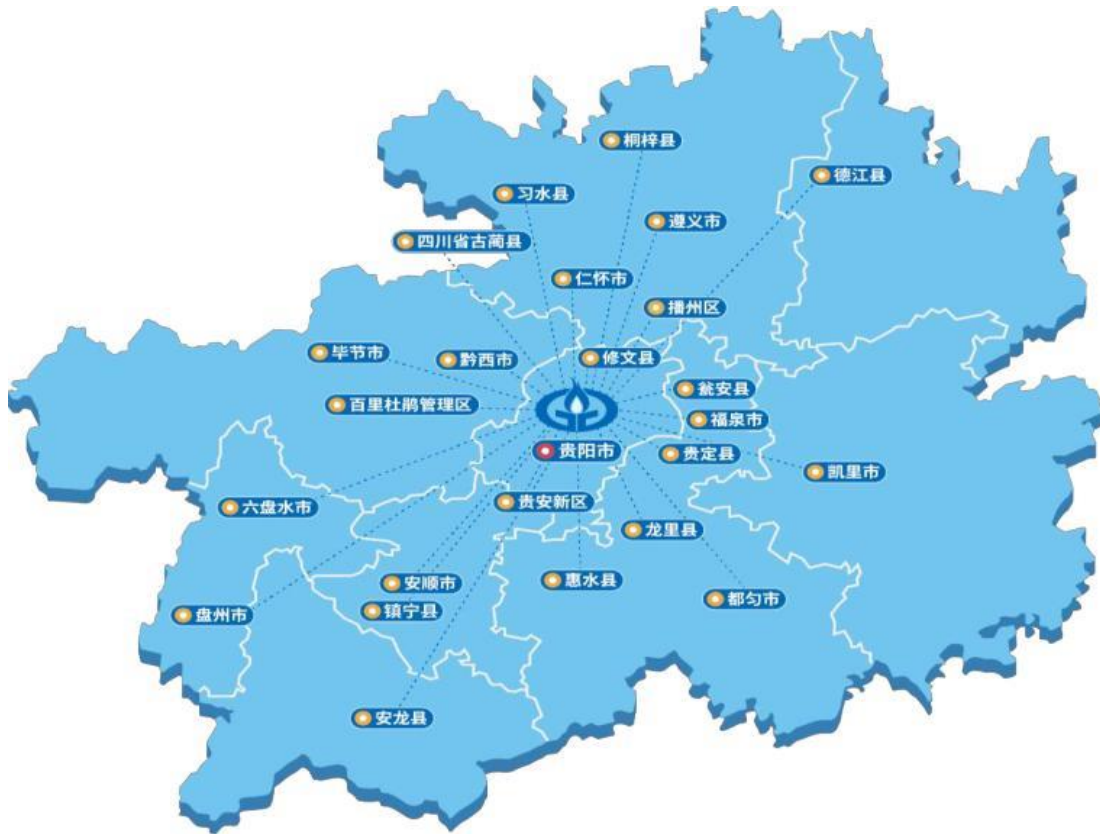 桐梓县
德江县
习水县
遵义市
四川省古蔺县
仁怀市
播州区
毕节市
黔西市
修文县
瓮安县
百里杜鹃管理区
福泉市
贵阳市
贵定县
凯里市
六盘水市
贵安新区
龙里县
安顺市
惠水县
都匀市
盘州市
镇宁县
安龙县